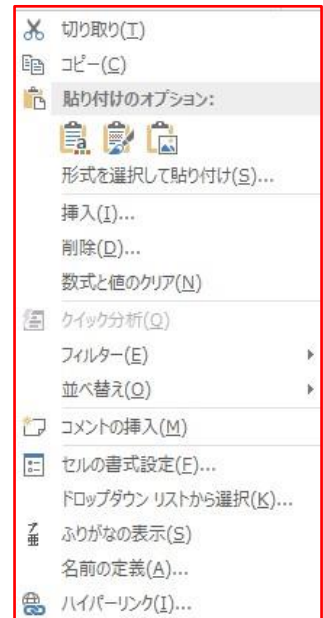 切り取り(T)
コピー(C)
貼り付けのオプション:
形式を選択して貼り付け(S)...
挿入(I)...
削除(D)...
数式と値のクリア(N)
クイック分析(Q)
フィルター(E)
並べ替え(O)
コメントの挿入(M)
セルの書式設定(F)...
ドロップダウン リストから選択(K)...
ふりがなの表示(S)
名前の定義(A)...
ハイパーリンク(I)...